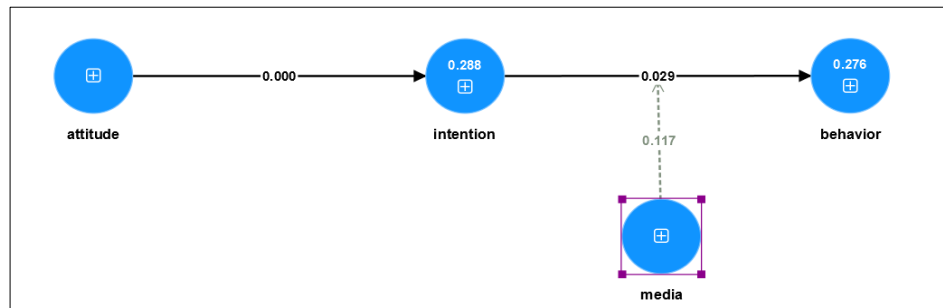 0.288
0.276
0.000
0.029
attitude
intention
behavior
0.117
media